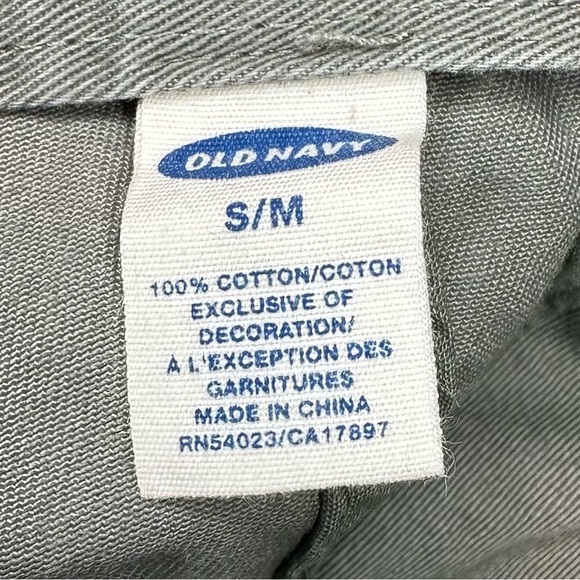 OLD NAVY
S/M
100% COTTON/COTON
EXCLUSIVE OF
DECORATION/
À L'EXCEPTION DES
GARNITURES
MADE IN CHINA
RN54023/CA17897